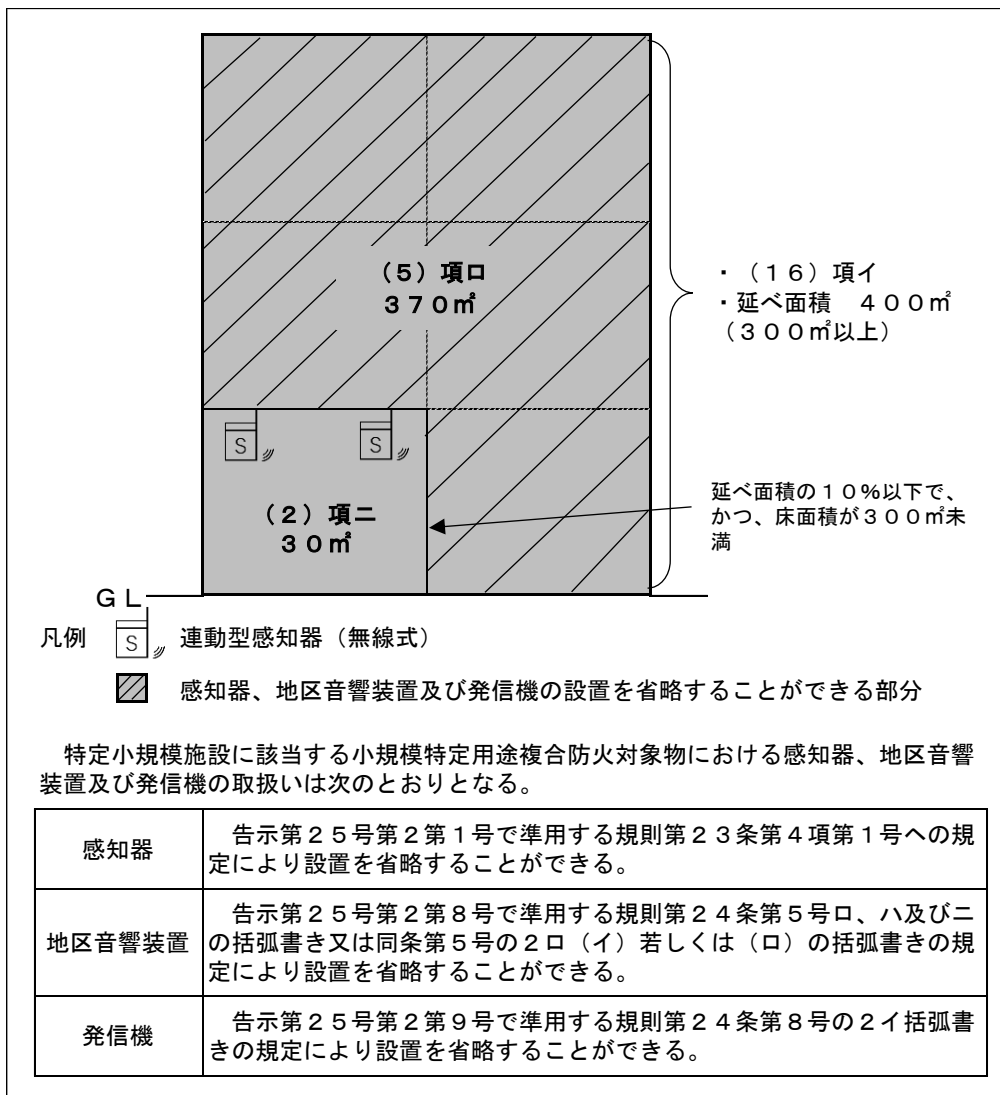 （５）項ロ
３７０㎡
・（１６）項イ
・延べ面積　４００㎡
（３００㎡以上）
S
S
（２）項ニ
３０㎡
延べ面積の１０％以下で、
かつ、床面積が３００㎡未
満
ＧＬ
凡例　S　連動型感知器（無線式）
感知器、地区音響装置及び発信機の設置を省略することができる部分
特定小規模施設に該当する小規模特定用途複合防火対象物における感知器、地区音響
装置及び発信機の取扱いは次のとおりとなる。
感知器
告示第２５号第２第１号で準用する規則第２３条第４項第１号ヘの規
定により設置を省略することができる。
地区音響装置
告示第２５号第２第８号で準用する規則第２４条第５号ロ、ハ及びニ
の括弧書き又は同条第５号の２ロ（イ）若しくは（ロ）の括弧書きの規
定により設置を省略することができる。
発信機
告示第２５号第２第９号で準用する規則第２４条第８号の２イ括弧書
きの規定により設置を省略することができる。